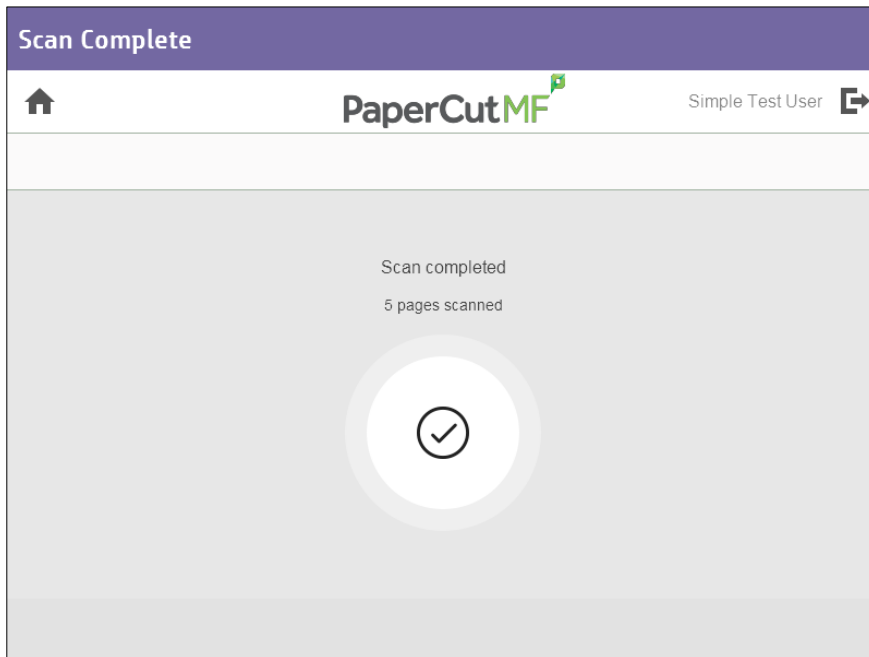 Scan Complete
PaperCutMF
Simple Test User
Scan completed
5 pages scanned